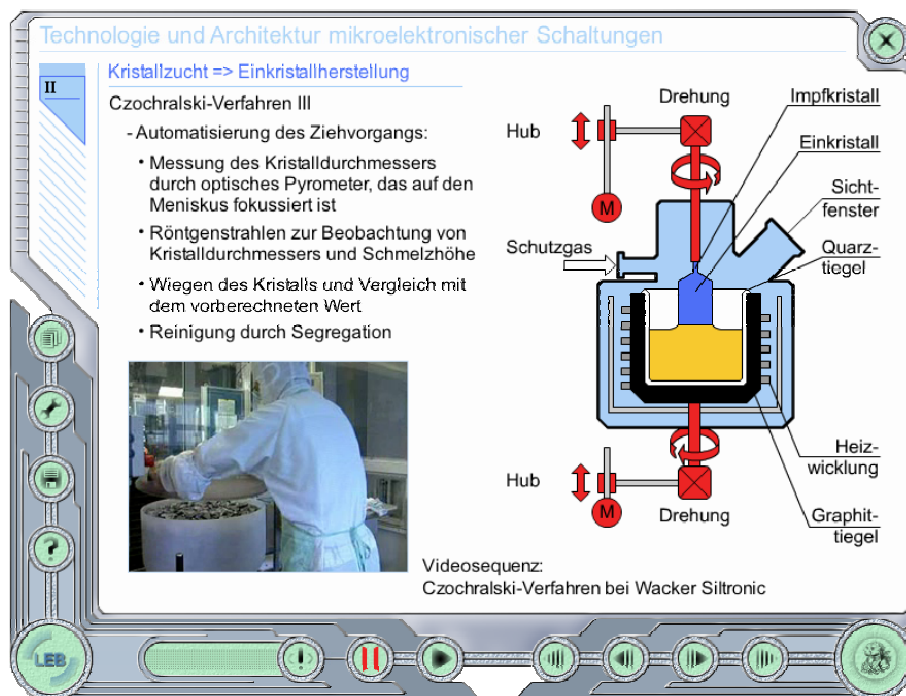 Technologie und Architektur mikroelektronischer Schaltungen
II
Kristallzucht => Einkristallherstellung
Czochralski-Verfahren III
- Automatisierung des Ziehvorgangs:
• Messung des Kristalldurchmessers
durch optisches Pyrometer, das auf den
Meniskus fokussiert ist
• Röntgenstrahlen zur Beobachtung von
Kristalldurchmessers und Schmelzhöhe
• Wiegen des Kristalls und Vergleich mit
dem vorberechneten Wert
• Reinigung durch Segregation
Drehung
Impfkristall
Hub
Einkristall
M
Sicht-
fenster
Schutzgas
Quarz-
tiegel
Heiz-
wicklung
Hub
M
Drehung
Graphit-
tiegel
Videosequenz:
Czochralski-Verfahren bei Wacker Siltronic
LEB